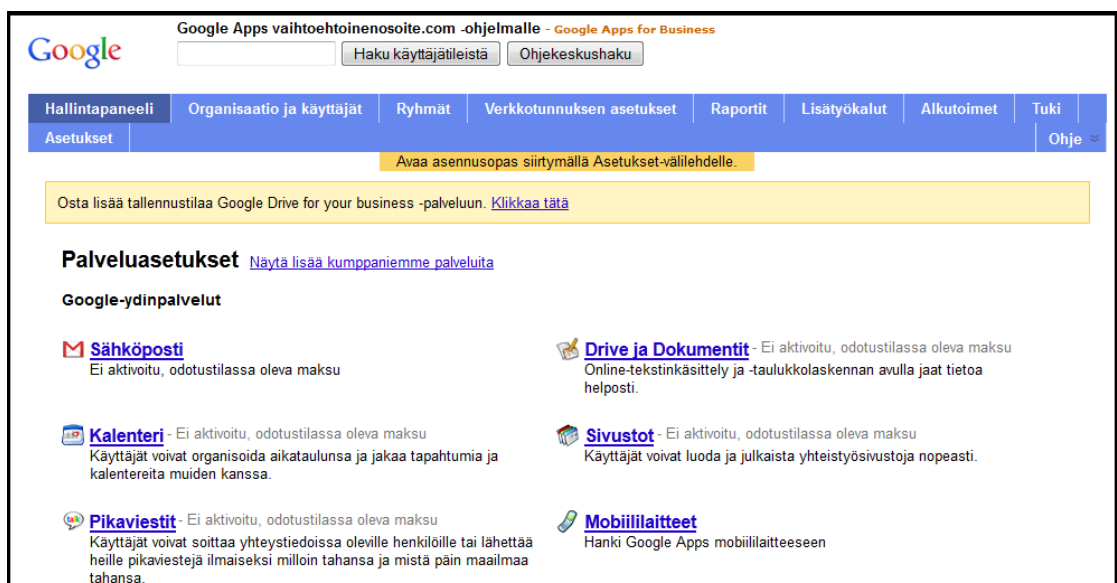 Google Apps vaihtoehtoinenosoite.com -ohjelmalle - Google Apps for Business
Google
Haku käyttäjätileistä Ohjekeskushaku
Hallintapaneeli Organisaatio ja käyttäjät Ryhmät Verkkotunnuksen asetukset Raportit Lisätyökalut Alkutoimet Tuki
Asetukset Ohje
Avaa asennusopas siirtymällä Asetukset-välilehdelle.
Osta lisää tallennustilaa Google Drive for your business -palveluun. Klikkaa tätä
Palveluasetukset Näytä lisää kumppaniemme palveluita
Google-ydinpalvelut
Sähköposti
Ei aktivoitu, odotustilassa oleva maksu
Drive ja Dokumentit - Ei aktivoitu, odotustilassa oleva maksu
Online-tekstinkäsittely ja -taulukkolaskennan avulla jaat tietoa
helposti.
Kalenteri - Ei aktivoitu, odotustilassa oleva maksu
Käyttäjät voivat organisoida aikataulunsa ja jakaa tapahtumia ja
kalentereita muiden kanssa.
Sivustot - Ei aktivoitu, odotustilassa oleva maksu
Käyttäjät voivat luoda ja julkaista yhteistyösivustoja nopeasti.
talk
Pikaviestit - Ei aktivoitu, odotustilassa oleva maksu
Käyttäjät voivat soittaa yhteystiedoissa oleville henkilöille tai lähettää
heille pikaviestejä ilmaiseksi milloin tahansa ja mistä päin maailmaa
tahansa.
Mobiililaitteet
Hanki Google Apps mobiililaitteeseen